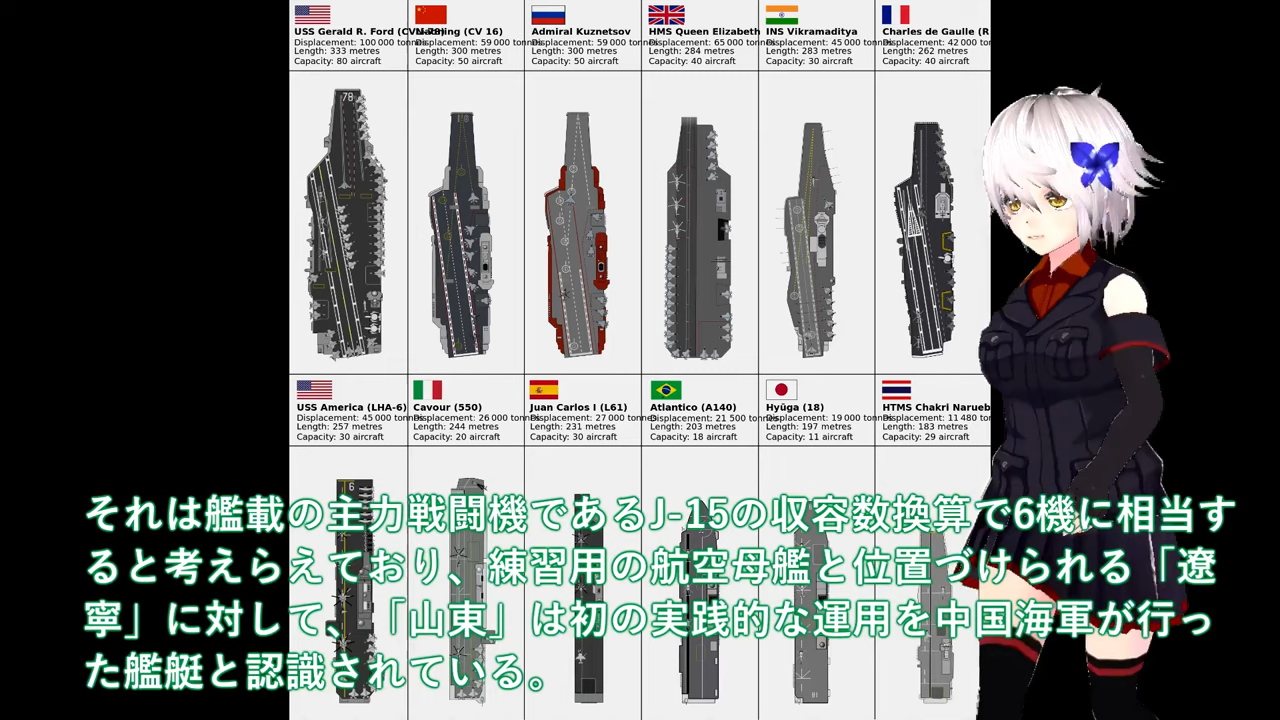 USS Gerald R. Ford (CVN-78)
Displacement: 100 000 tonnes
Length: 333 metres
Capacity: 80 aircraft
(CV 16)
Displacement: 59 000 tonnes
Length: 300 metres
Capacity: 50 aircraft
Admiral Kuznetsov
Displacement: 59 000 tonnes
Length: 300 metres
Capacity: 50 aircraft
HMS Queen Elizabeth
Displacement: 65 000 tonnes
Length: 284 metres
Capacity: 40 aircraft
INS Vikramaditya
Displacement: 45 000 tonnes
Length: 283 metres
Capacity: 30 aircraft
Charles de Gaulle (R
Displacement: 42 000 ton
Length: 262 metres
Capacity: 40 aircraft
78
USS America (LHA-6)
Displacement: 45 000 tonnes
Length: 257 metres
Capacity: 30 aircraft
Cavour (550)
Displacement: 26 000 tonnes
Length: 244 metres
Capacity: 20 aircraft
Juan Carlos I (L61)
Displacement: 27 000 tonnes
Length: 231 metres
Capacity: 30 aircraft
Atlantico (A140)
Displacement: 21 500 tonnes
Length: 203 metres
Capacity: 18 aircraft
Hyūga (18)
Displacement: 19 000 tonnes
Length: 197 metres
Capacity: 11 aircraft
HTMS Chakri Narueb
Displacement: 11 480 ton
Length: 183 metres
Capacity: 29 aircraft
6
それは艦載の主力戦闘機であるJ-15の収容数換算で6機に相当す
ると考えらえており、練習用の航空母艦と位置づけられる「遼
寧」に対して、「山東」は初の実践的な運用を中国海軍が行っ
た艦艇と認識されている。